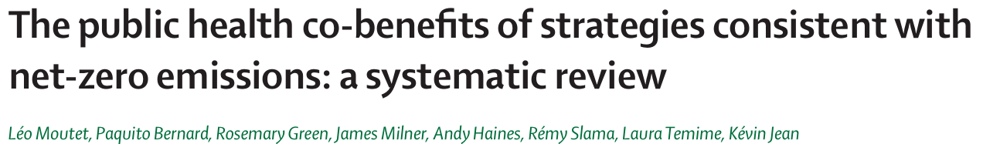 The public health co-benefits of strategies consistent with
net-zero emissions: a systematic review
Léo Moutet, Paquito Bernard, Rosemary Green, James Milner, Andy Haines, Rémy Slama, Laura Temime, Kévin Jean